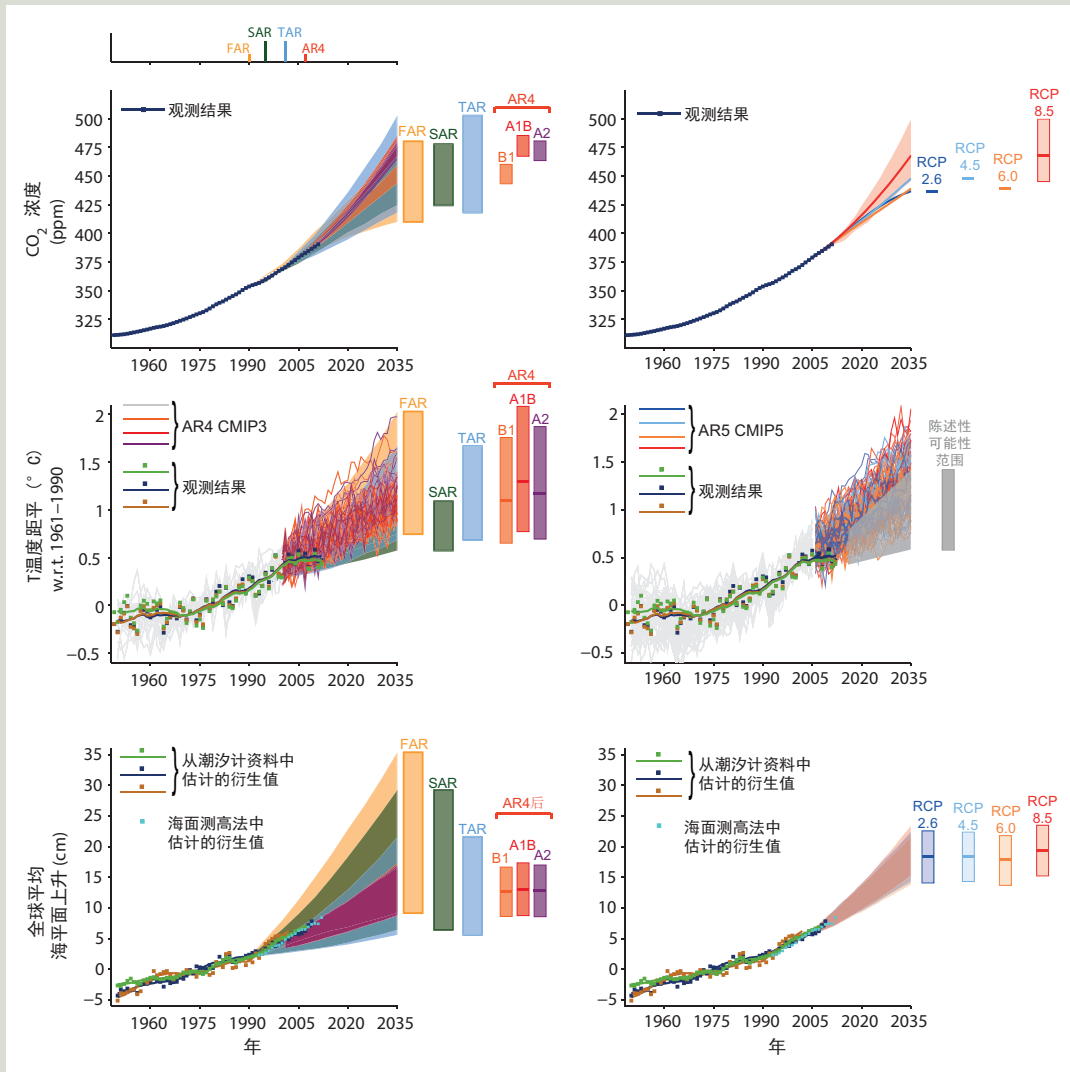 SAR TAR
FAR AR4
观测结果
FAR
SAR
TAR
AR4
B1
A1B
A2
CO2 浓度
(ppm)
500
475
450
425
400
375
350
325
1960 1975 1990 2005 2020 2035
观测结果
RCP
2.6
RCP
4.5
RCP
6.0
RCP
8.5
500
475
450
425
400
375
350
325
1960 1975 1990 2005 2020 2035
AR4 CMIP3
观测结果
FAR
SAR
TAR
AR4
B1
A1B
A2
T温度距平（°C)
w.r.t. 1961–1990
2
1.5
1
0.5
0
−0.5
1960 1975 1990 2005 2020 2035
AR5 CMIP5
观测结果
陈述性
可能性
范围
2
1.5
1
0.5
0
−0.5
1960 1975 1990 2005 2020 2035
从潮汐计资料中
估计的衍生值
海面测高法中
估计的衍生值
FAR
SAR
TAR
AR4后
B1
A1B
A2
全球平均
海平面上升 (cm)
35
30
25
20
15
10
5
0
−5
1960 1975 1990 2005 2020 2035
年
从潮汐计资料中
估计的衍生值
海面测高法中
估计的衍生值
RCP
2.6
RCP
4.5
RCP
6.0
RCP
8.5
35
30
25
20
15
10
5
0
−5
1960 1975 1990 2005 2020 2035
年